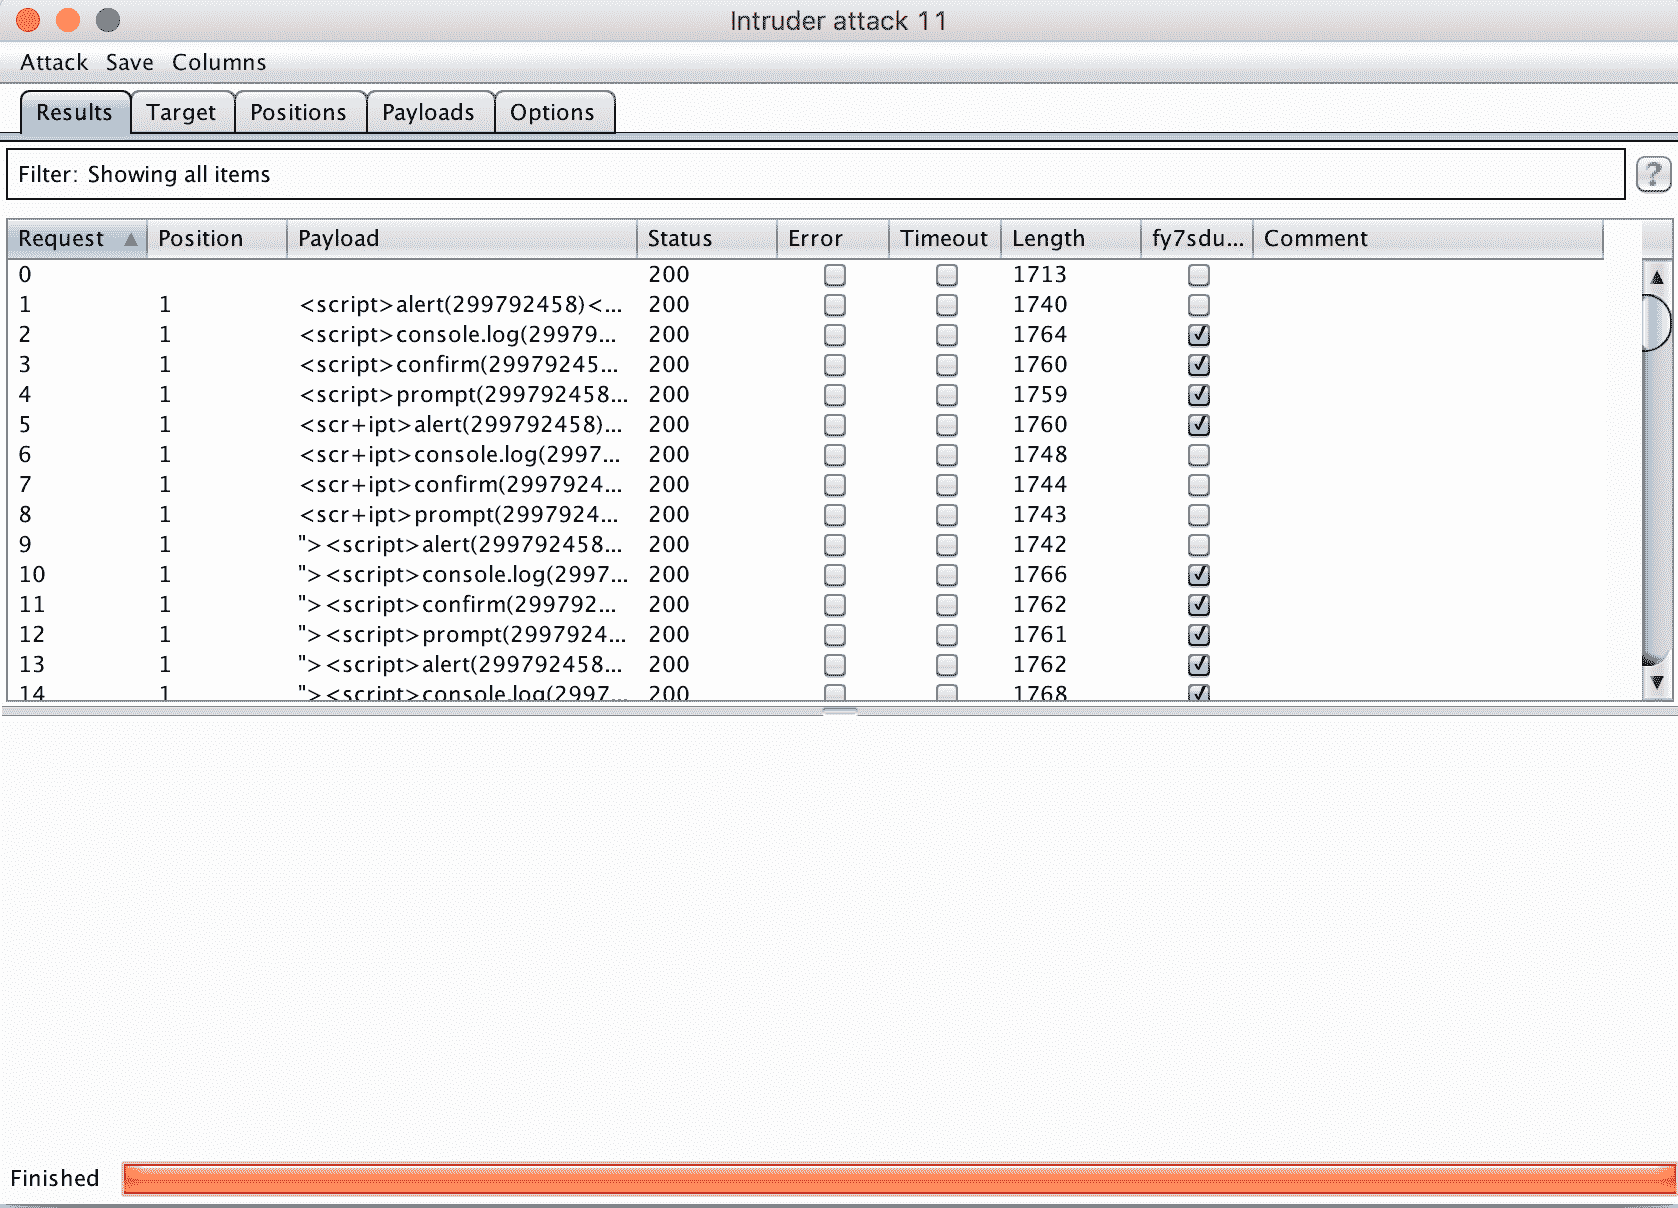 Intruder attack 11
Attack Save Columns
Results Target Positions Payloads Options
Filter: Showing all items
?
Request Position Payload Status Error Timeout Length fy7sdu... Comment
0 200 1713
1 1 <script>alert(299792458)<... 200 1740
2 1 <script>console.log(29979... 200 1764
3 1 <script>confirm(29979245... 200 1760
4 1 <script>prompt(299792458... 200 1759
5 1 <scr+ipt>alert(299792458)... 200 1760
6 1 <scr+ipt>console.log(2997... 200 1748
7 1 <scr+ipt>confirm(2997924... 200 1744
8 1 <scr+ipt>prompt(2997924... 200 1743
9 1 "><script>alert(299792458... 200 1742
10 1 "><script>console.log(2997... 200 1766
11 1 "><script>confirm(299792... 200 1762
12 1 "><script>prompt(2997924... 200 1761
13 1 "><script>alert(299792458... 200 1762
14 1 "><script>console.log(2997... 200 1768
Finished